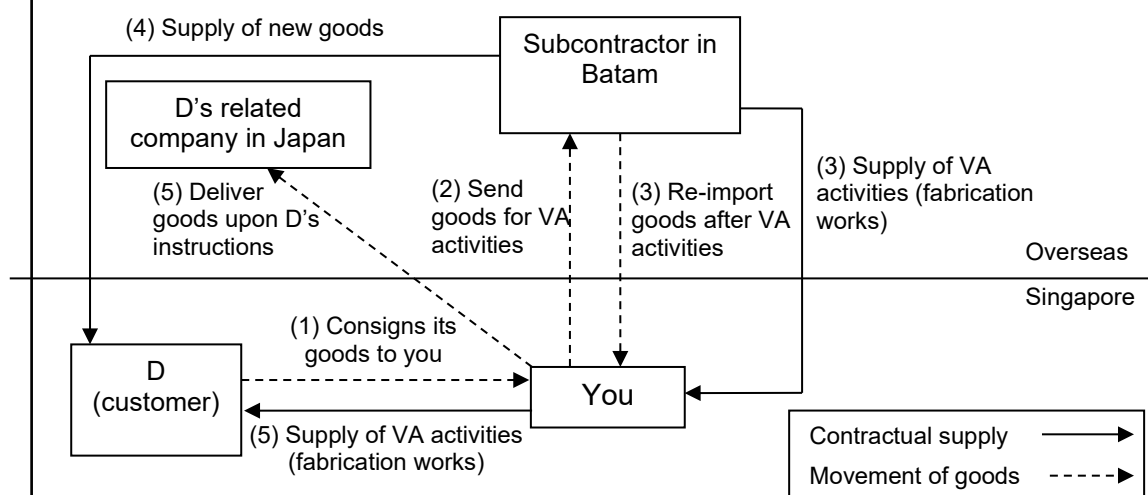 (4) Supply of new goods
Subcontractor in
Batam
D's related
company in Japan
(5) Deliver
goods upon D's
instructions
(2) Send
goods for VA
activities
(3) Re-import
goods after VA
activities
(3) Supply of VA
activities (fabrication
works)
Overseas
Singapore
(1) Consigns its
goods to you
D
(customer)
You
(5) Supply of VA activities
(fabrication works)
Contractual supply
Movement of goods